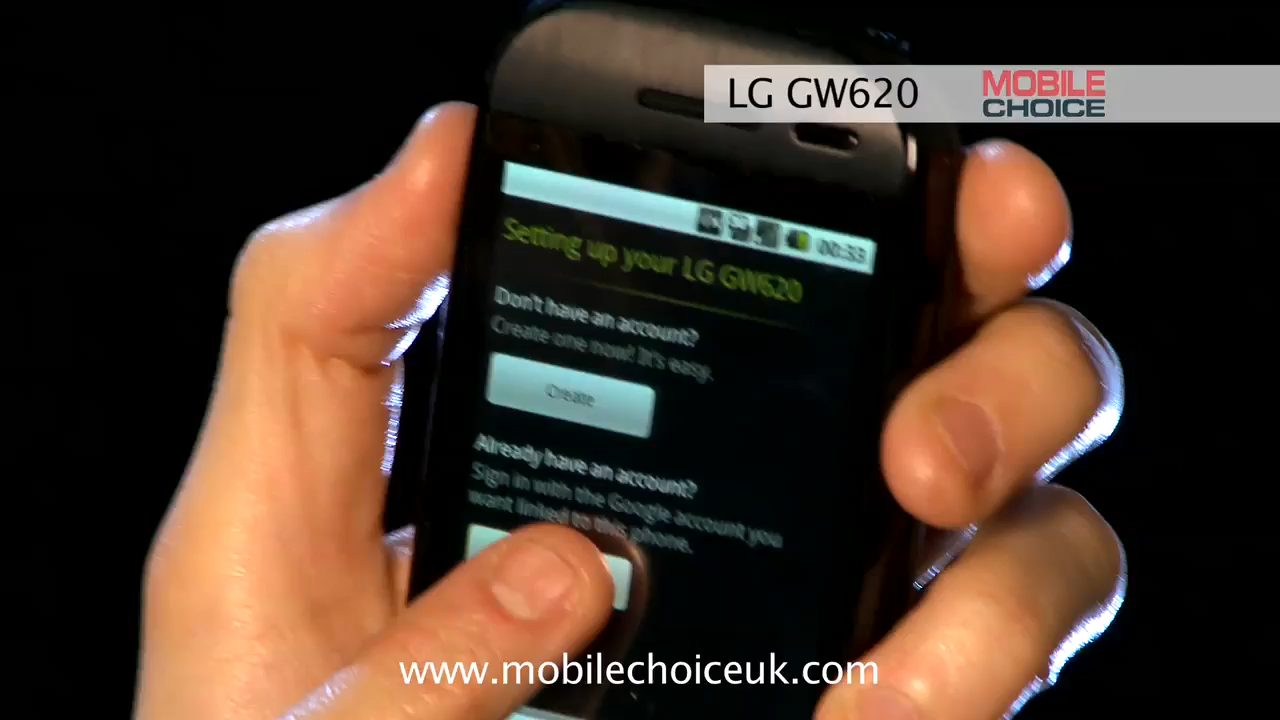 LG GW620
MOBILE
CHOICE
00:33
Setting up your LG GW620
Don't have an account?
Create one now! It's easy.
Create
Already have an account?
Sign in with the Google account you
want linked to this phone.
www.mobilechoiceuk.com